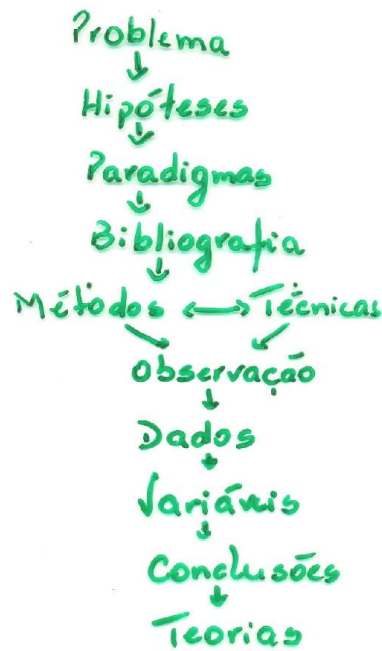 Problema
Hipóteses
Paradigmas
Bibliografia
Métodos ↔ Técnicas
Observação
Dados
Variáveis
Conclusões
Teorias